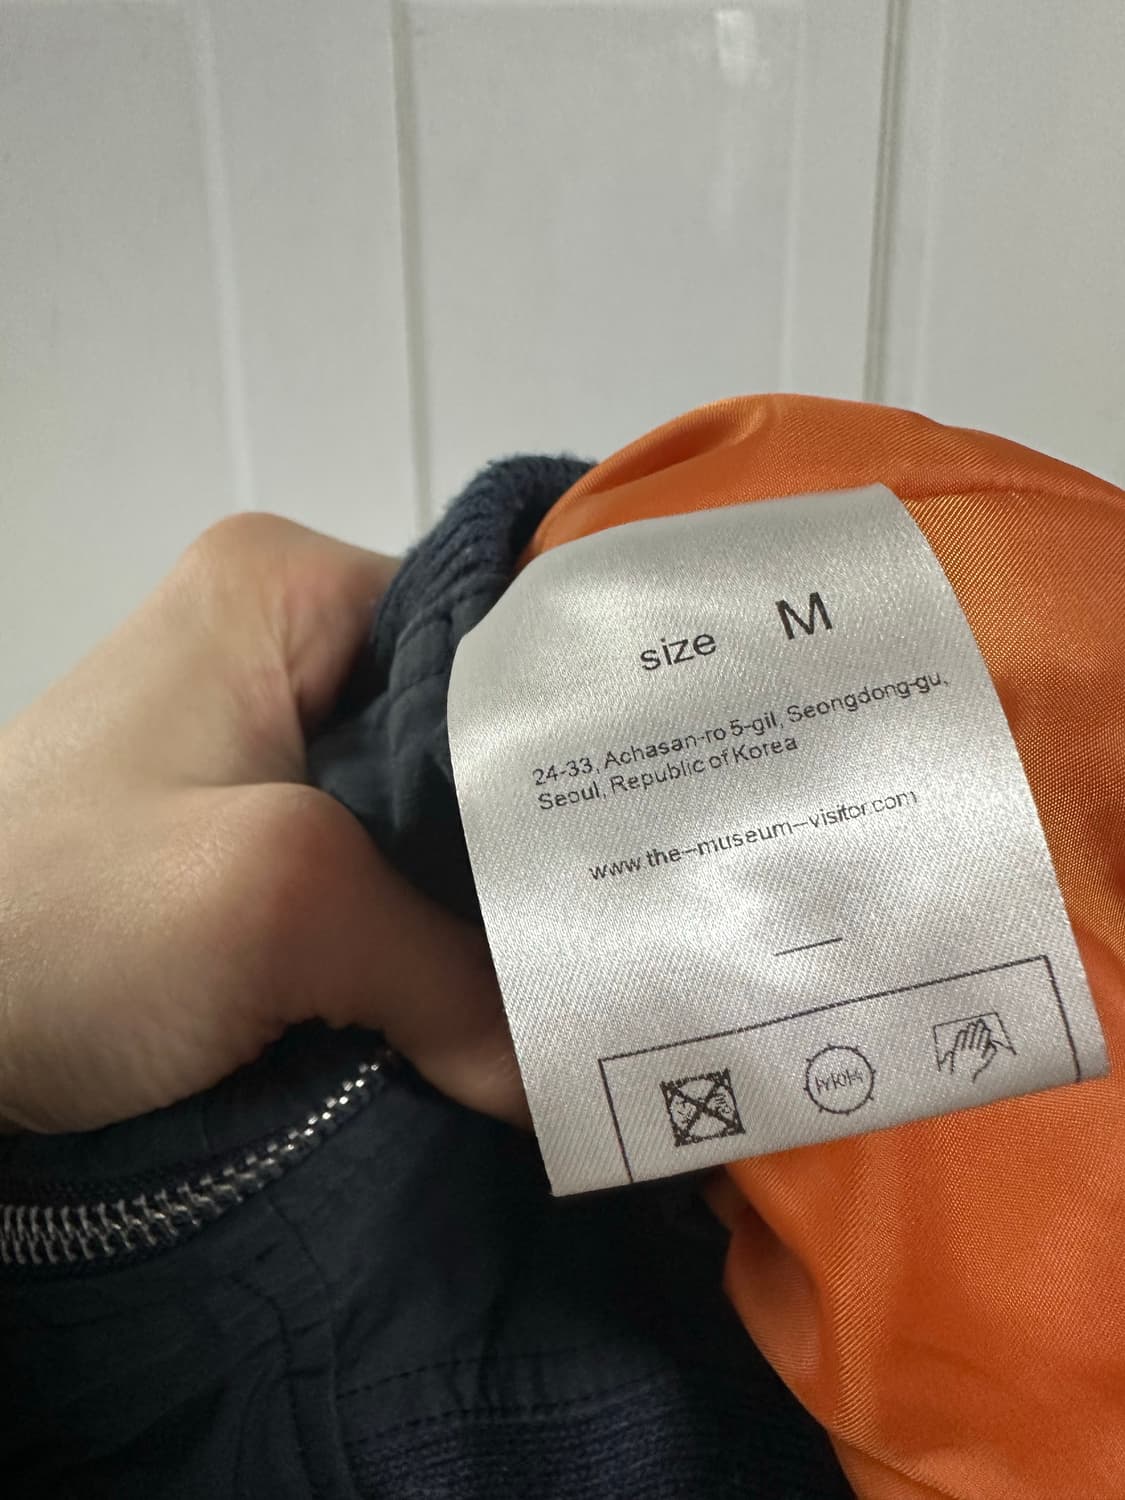 size M
24-33, Achasan-ro 5-gil, Seongdong-gu,
Seoul, Republic of Korea
www.the-museum-visitor.com